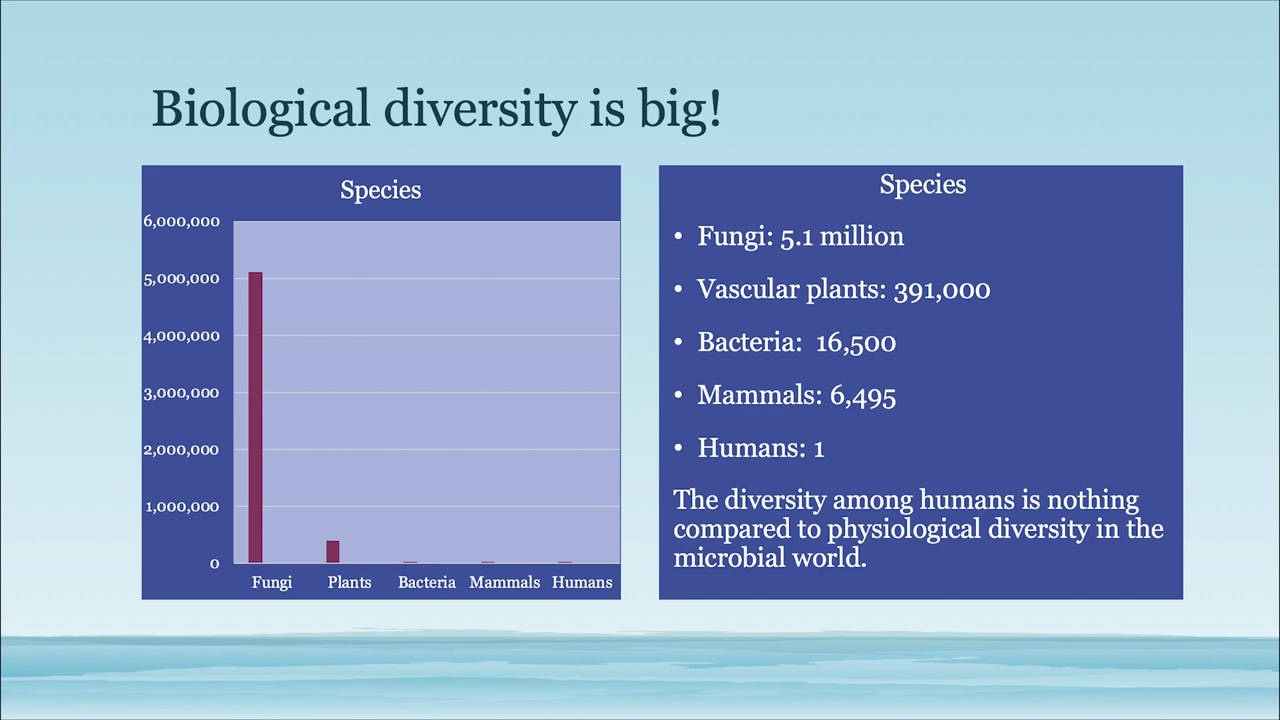 Biological diversity is big!
Species
6,000,000
5,000,000
4,000,000
3,000,000
2,000,000
1,000,000
0
Fungi Plants Bacteria Mammals Humans
Species
• Fungi: 5.1 million
• Vascular plants: 391,000
• Bacteria:  16,500
• Mammals: 6,495
• Humans: 1
The diversity among humans is nothing
compared to physiological diversity in the
microbial world.